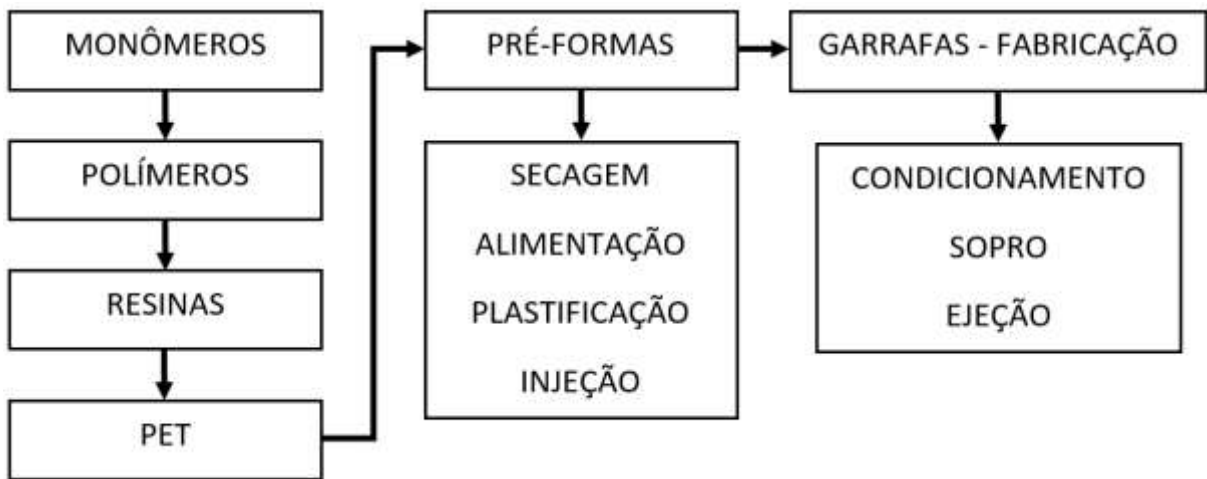 MONÔMEROS
POLÍMEROS
RESINAS
PET
PRÉ-FORMAS
SECAGEM
ALIMENTAÇÃO
PLASTIFICAÇÃO
INJEÇÃO
GARRAFAS - FABRICAÇÃO
CONDICIONAMENTO
SOPRO
EJEÇÃO